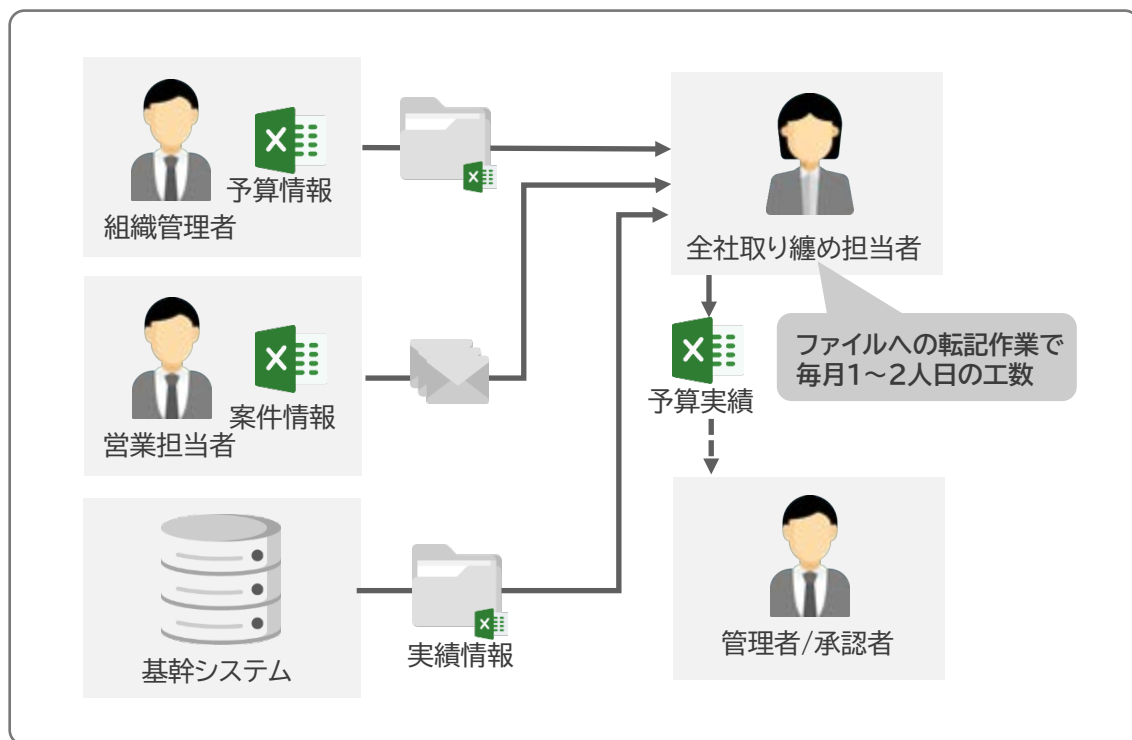 予算情報
組織管理者
全社取り纏め担当者
案件情報
営業担当者
ファイルへの転記作業で
毎月1～2人日の工数
予算実績
基幹システム
実績情報
管理者/承認者